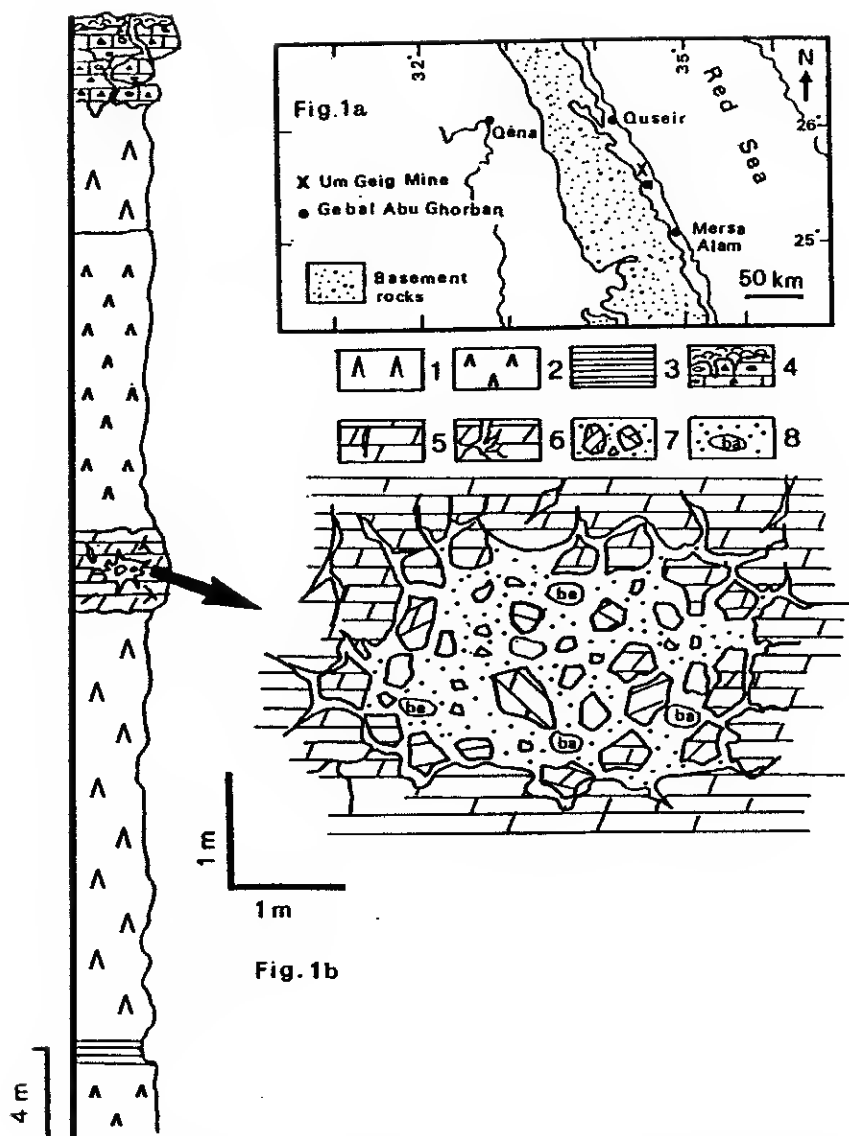 Fig.1a
32
35
N
Red Sea
26
25
Qena
Quseir
X Um Geig Mine
● Gebal Abu Ghorban
Mersa
Alam
Basement
rocks
50 km
1
2
3
4
5
6
7
8
ba
ba
ba
ba
ba
1 m
1 m
Fig. 1b
4 m